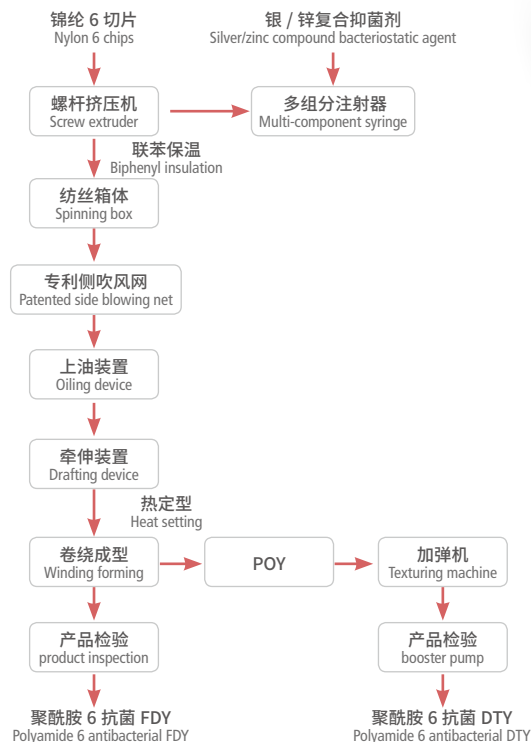 锦纶 6 切片
Nylon 6 chips
银 / 锌复合抑菌剂
Silver/zinc compound bacteriostatic agent
螺杆挤压机
Screw extruder
多组分注射器
Multi-component syringe
联苯保温
Biphenyl insulation
纺丝箱体
Spinning box
专利侧吹风网
Patented side blowing net
上油装置
Oiling device
牵伸装置
Drafting device
热定型
Heat setting
卷绕成型
Winding forming
POY
加弹机
Texturing machine
产品检验
product inspection
产品检验
booster pump
聚酰胺 6 抗菌 FDY
Polyamide 6 antibacterial FDY
聚酰胺 6 抗菌 DTY
Polyamide 6 antibacterial DTY